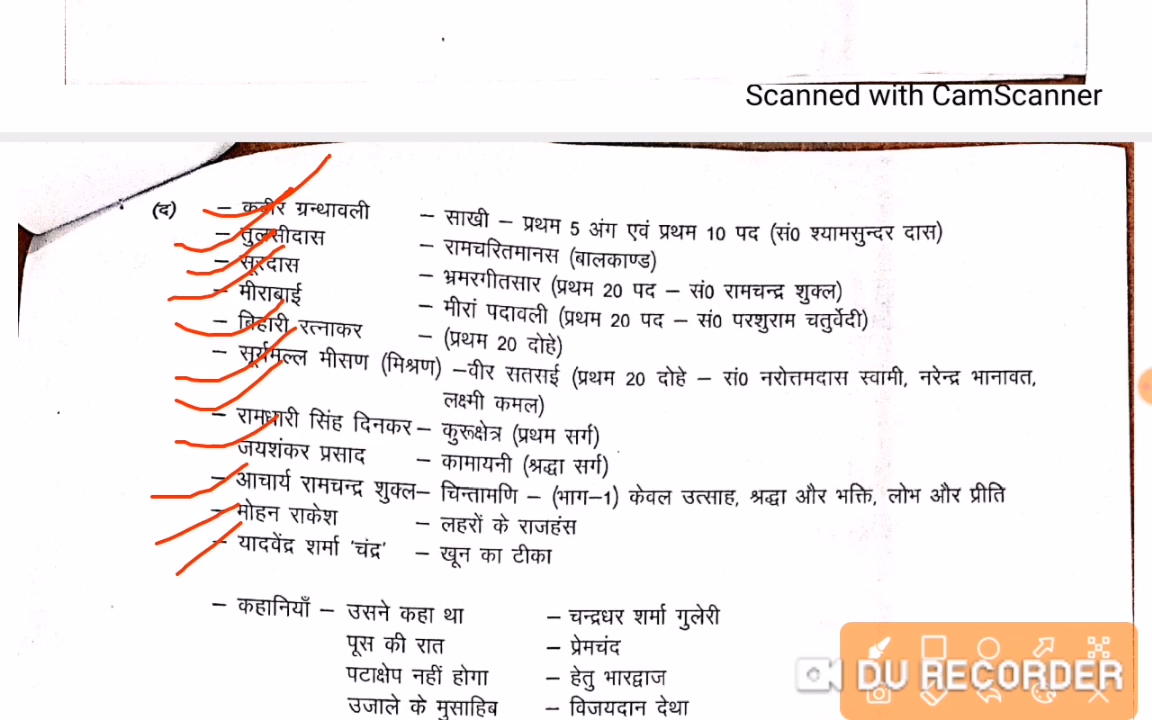 Scanned with CamScanner
(द) – कबीर ग्रन्थावली – साखी – प्रथम 5 अंग एवं प्रथम 10 पद (सं0 श्यामसुन्दर दास)
– तुलसीदास – रामचरितमानस (बालकाण्ड)
– सूरदास – भ्रमरगीतसार (प्रथम 20 पद – सं0 रामचन्द्र शुक्ल)
– मीराबाई – मीरां पदावली (प्रथम 20 पद – सं0 परशुराम चतुर्वेदी)
– बिहारी रत्नाकर – (प्रथम 20 दोहे)
– सूर्यमल्ल मीसण (मिश्रण) –वीर सतसई (प्रथम 20 दोहे – सं0 नरोत्तमदास स्वामी, नरेन्द्र भानावत,
लक्ष्मी कमल)
– रामधारी सिंह दिनकर – कुरूक्षेत्र (प्रथम सर्ग)
जयशंकर प्रसाद – कामायनी (श्रद्धा सर्ग)
– आचार्य रामचन्द्र शुक्ल– चिन्तामणि – (भाग–1) केवल उत्साह, श्रद्धा और भक्ति, लोभ और प्रीति
– मोहन राकेश – लहरों के राजहंस
– यादवेंद्र शर्मा 'चंद्र' – खून का टीका
– कहानियाँ – उसने कहा था – चन्द्रधर शर्मा गुलेरी
पूस की रात – प्रेमचंद
पटाक्षेप नहीं होगा – हेतु भारद्वाज
उजाले के मुसाहिब – विजयदान देथा
DU RECORDER